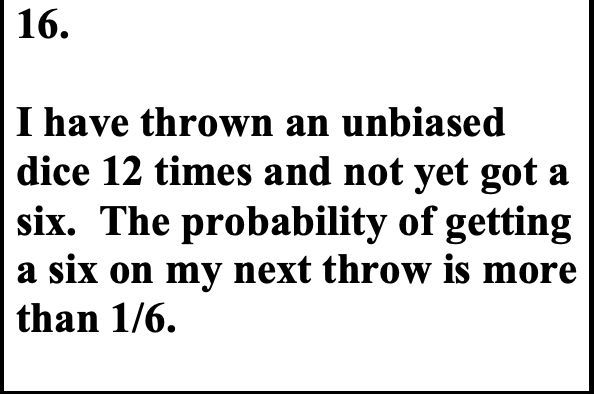 16.
I have thrown an unbiased
dice 12 times and not yet got a
six.  The probability of getting
a six on my next throw is more
than 1/6.